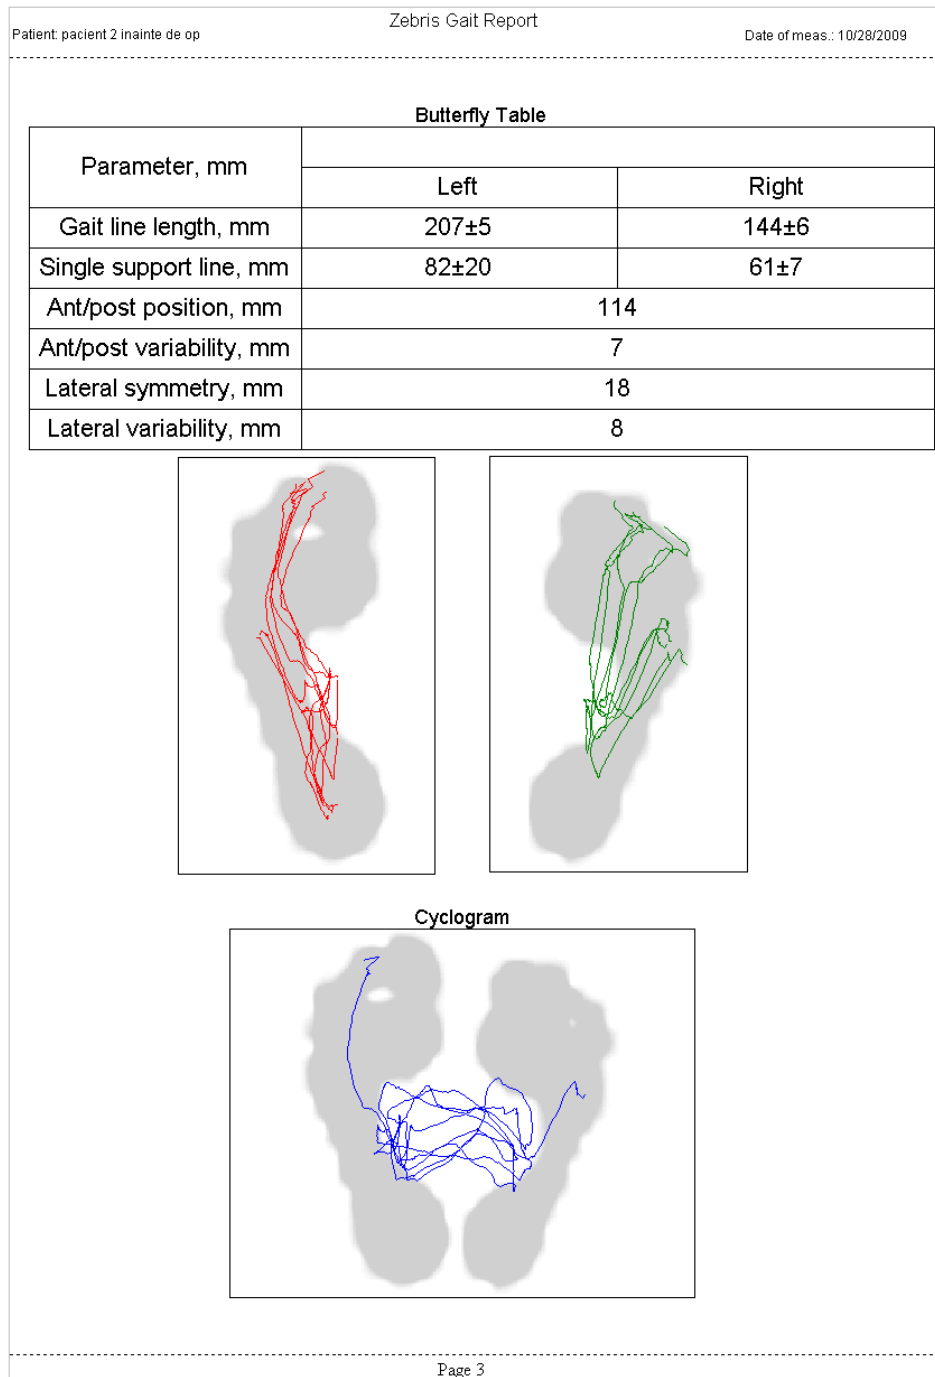 Zebris Gait Report
Patient: pacient 2 inainte de op
Date of meas.: 10/28/2009
Butterfly Table
Parameter, mm
Left Right
Gait line length, mm 207±5 144±6
Single support line, mm 82±20 61±7
Ant/post position, mm 114
Ant/post variability, mm 7
Lateral symmetry, mm 18
Lateral variability, mm 8
Cyclogram
Page 3